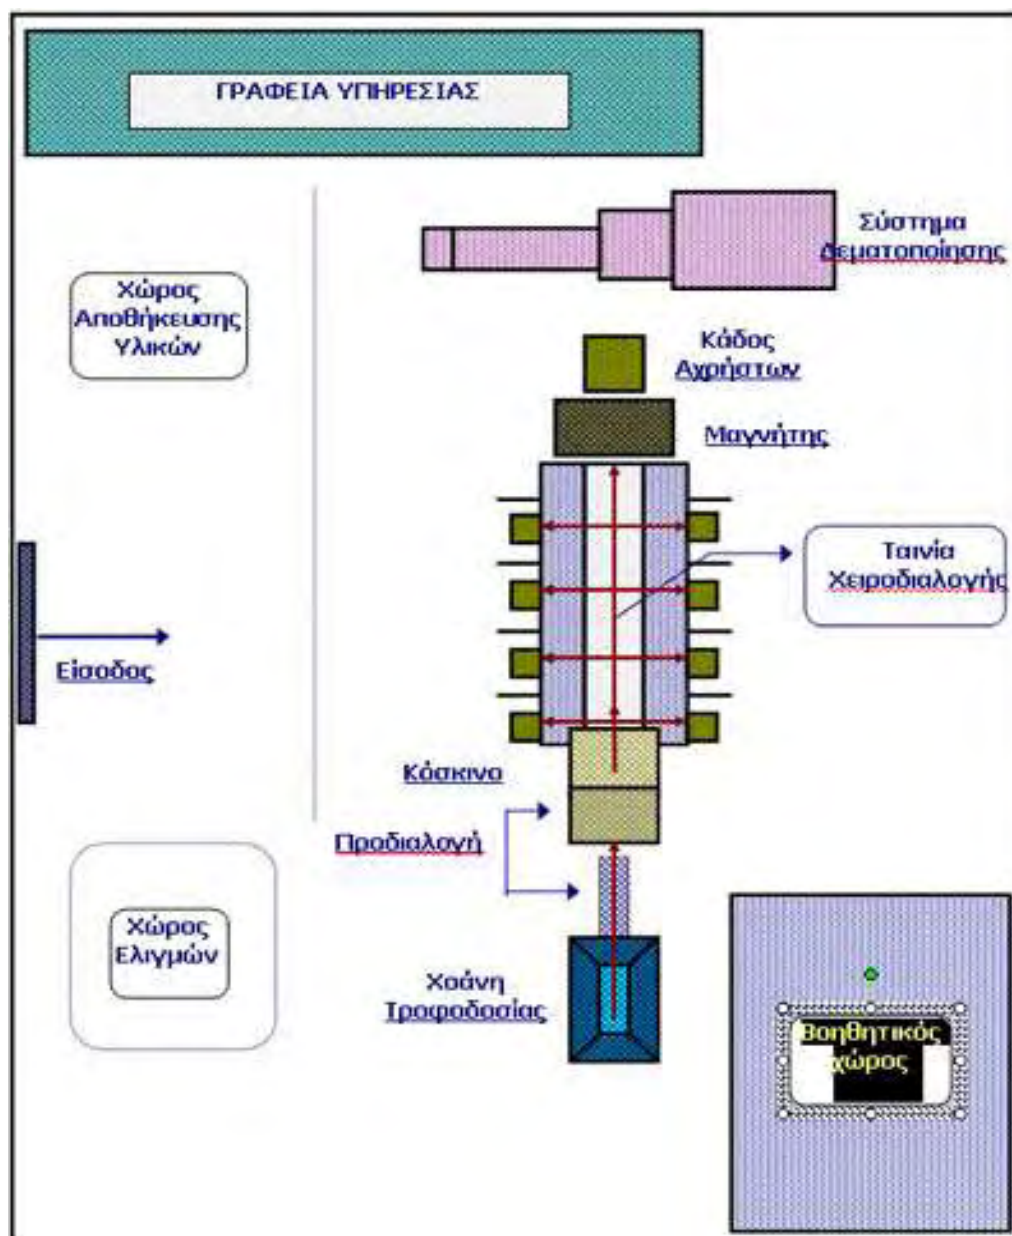 ΓΡΑΦΕΙΑ ΥΠΗΡΕΣΙΑΣ
Σύστημα
Δεματοποίησης
Χώρος
Αποθήκευσης
Υλικών
Κάδος
Αχρήστων
Μαγνήτης
Ταινία
Χειροδιαλογής
Είσοδος
Κόσκινο
Προδιαλογή
Χώρος
Ελιγμών
Χοάνη
Τροφοδοσίας
Βοηθητικός
χώρος